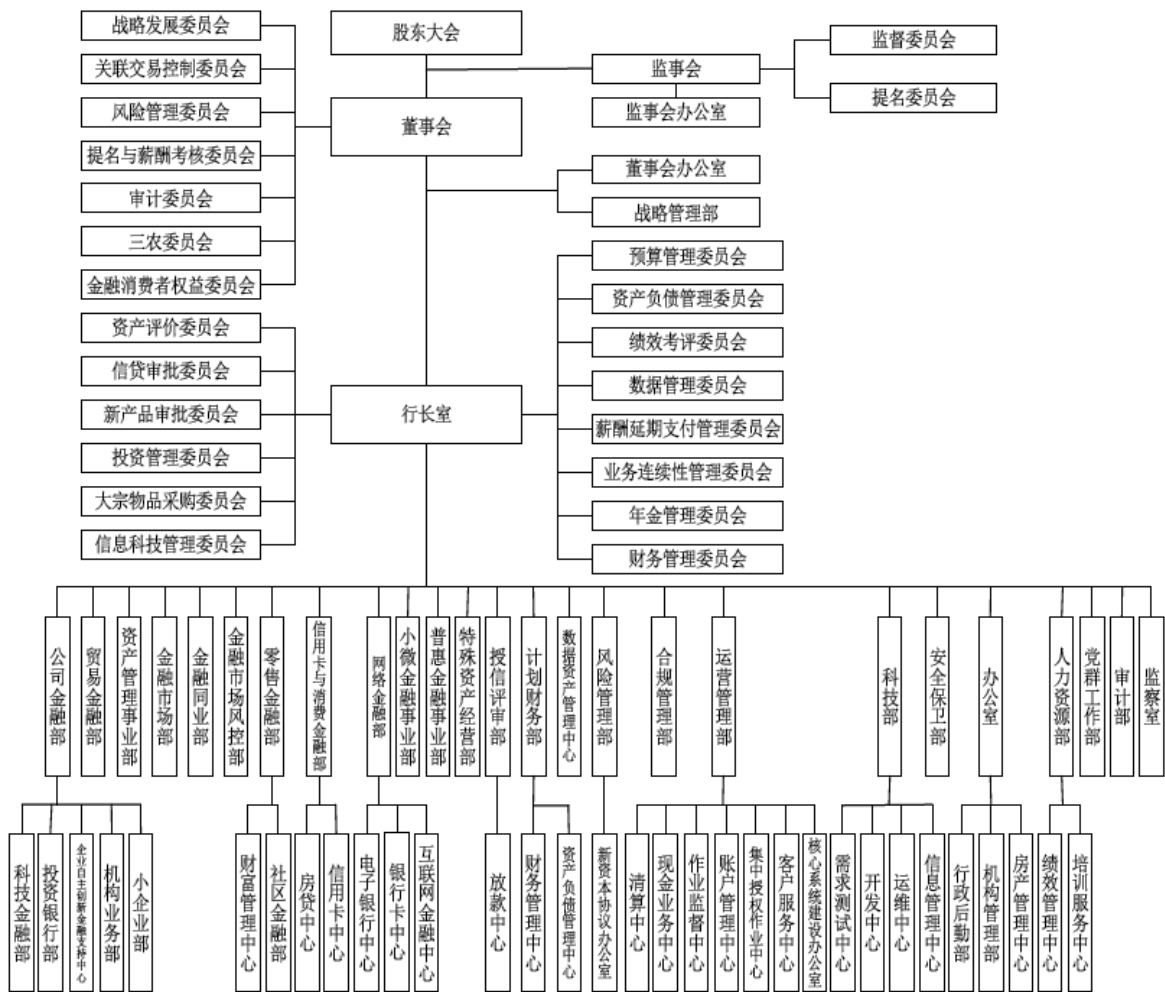 股东大会
董事会
监事会
监事会办公室
监督委员会
提名委员会
战略发展委员会
关联交易控制委员会
风险管理委员会
提名与薪酬考核委员会
审计委员会
三农委员会
金融消费者权益委员会
董事会办公室
战略管理部
行长室
资产评价委员会
信贷审批委员会
新产品审批委员会
投资管理委员会
大宗物品采购委员会
信息科技管理委员会
预算管理委员会
资产负债管理委员会
绩效考评委员会
数据管理委员会
薪酬延期支付管理委员会
业务连续性管理委员会
年金管理委员会
财务管理委员会
公司金融部
贸易金融部
资产管理事业部
金融市场部
金融同业部
金融市场风控部
零售金融部
信用卡与消费金融部
网络金融部
小微金融事业部
普惠金融事业部
特殊资产经营部
授信评审部
计划财务部
数据资产管理中心
风险管理部
合规管理部
运营管理部
科技部
安全保卫部
办公室
人力资源部
党群工作部
审计部
监察室
科技金融部
投资银行部
企业自主创新金融支持中心
机构业务部
小企业部
财富管理中心
社区金融部
房贷中心
信用卡中心
电子银行中心
银行卡中心
互联网金融中心
放款中心
财务管理中心
资产负债管理中心
新资本协议办公室
清算中心
现金业务中心
作业监督中心
账户管理中心
集中授权作业中心
客户服务中心
核心系统建设办公室
需求测试中心
开发中心
运维中心
信息管理中心
行政后勤部
机构管理部
房产管理中心
绩效管理中心
培训服务中心